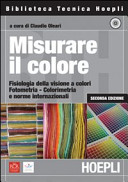 Biblioteca Tecnica Hoepli
a cura di Claudio Oleari
Misurare
il colore
Fisiologia della visione a colori
Fotometria - Colorimetria
e norme internazionali
SECONDA EDIZIONE
HOEPLI